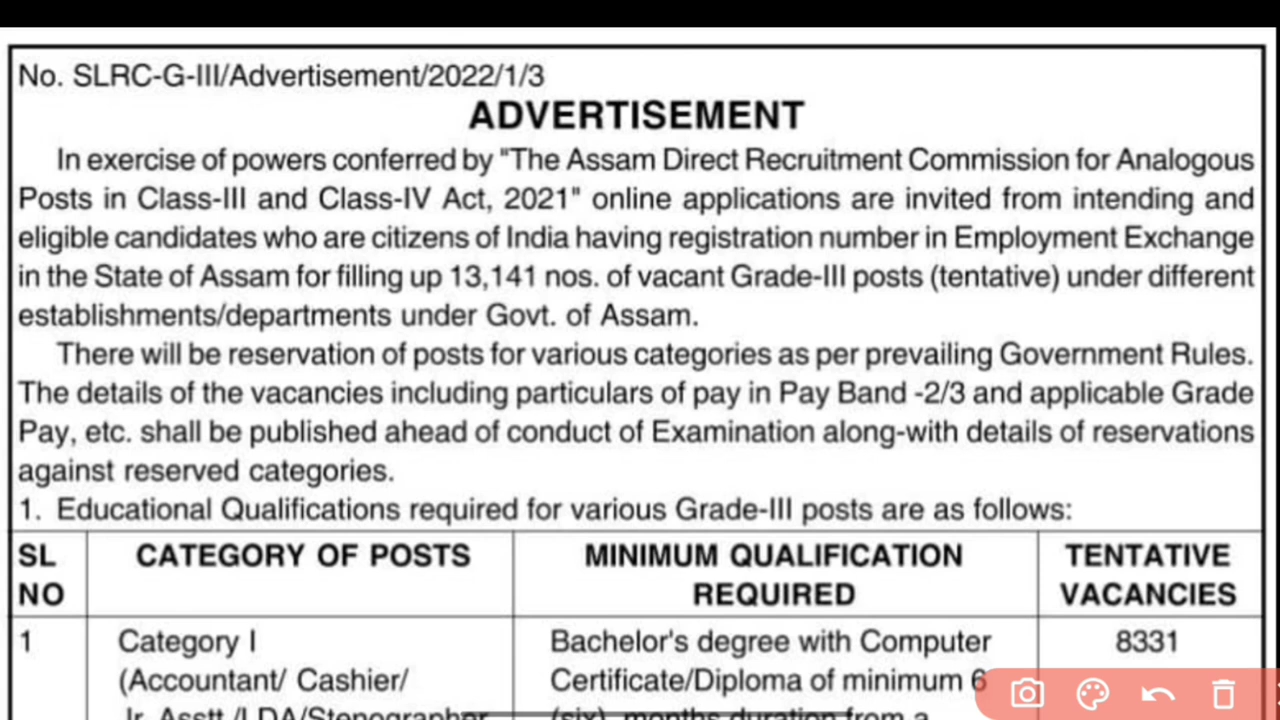 No. SLRC-G-III/Advertisement/2022/1/3
ADVERTISEMENT
In exercise of powers conferred by "The Assam Direct Recruitment Commission for Analogous
Posts in Class-III and Class-IV Act, 2021" online applications are invited from intending and
eligible candidates who are citizens of India having registration number in Employment Exchange
in the State of Assam for filling up 13,141 nos. of vacant Grade-III posts (tentative) under different
establishments/departments under Govt. of Assam.
There will be reservation of posts for various categories as per prevailing Government Rules.
The details of the vacancies including particulars of pay in Pay Band -2/3 and applicable Grade
Pay, etc. shall be published ahead of conduct of Examination along-with details of reservations
against reserved categories.
1. Educational Qualifications required for various Grade-III posts are as follows:
SL NO
CATEGORY OF POSTS
MINIMUM QUALIFICATION
REQUIRED
TENTATIVE
VACANCIES
1
Category I
(Accountant/ Cashier/
Jr. Asstt./LDA/Stenographer
Bachelor's degree with Computer
Certificate/Diploma of minimum 6
(six) months duration from a
8331